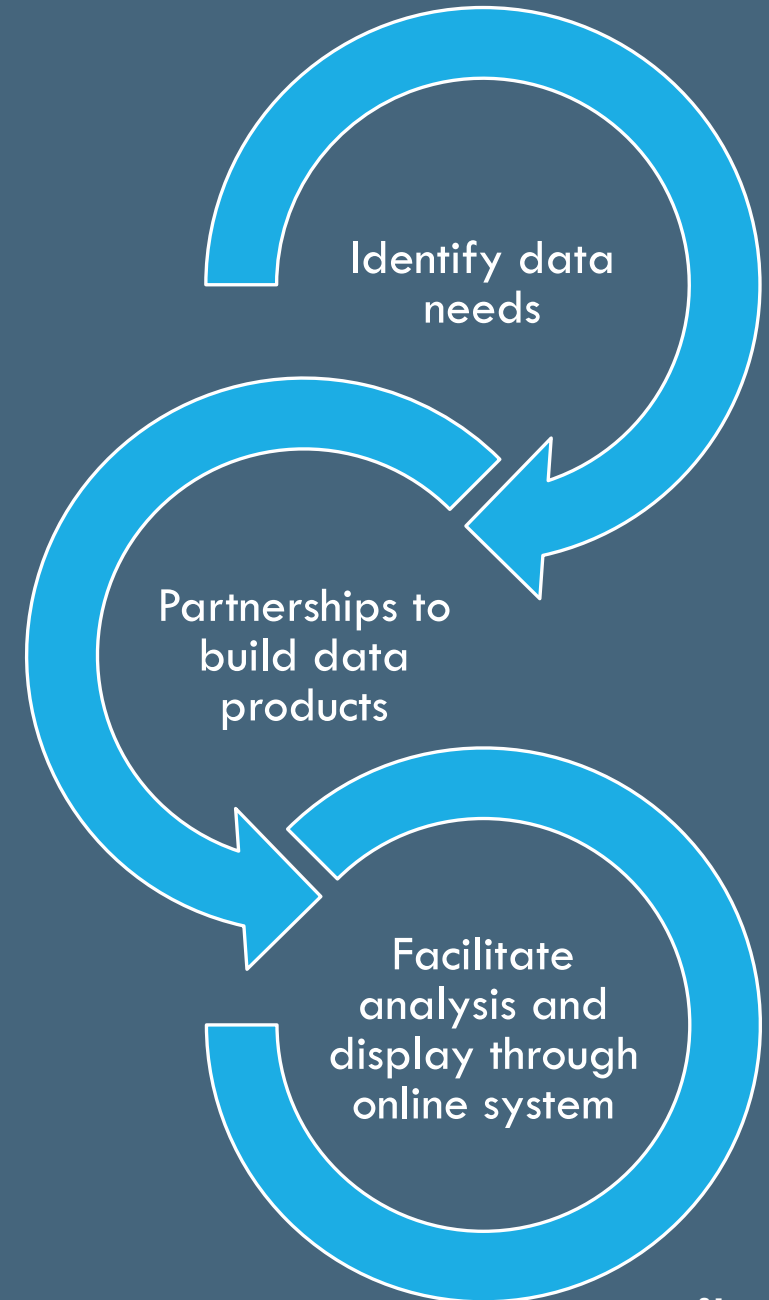 Identify data
needs
Partnerships to
build data
products
Facilitate
analysis and
display through
online system